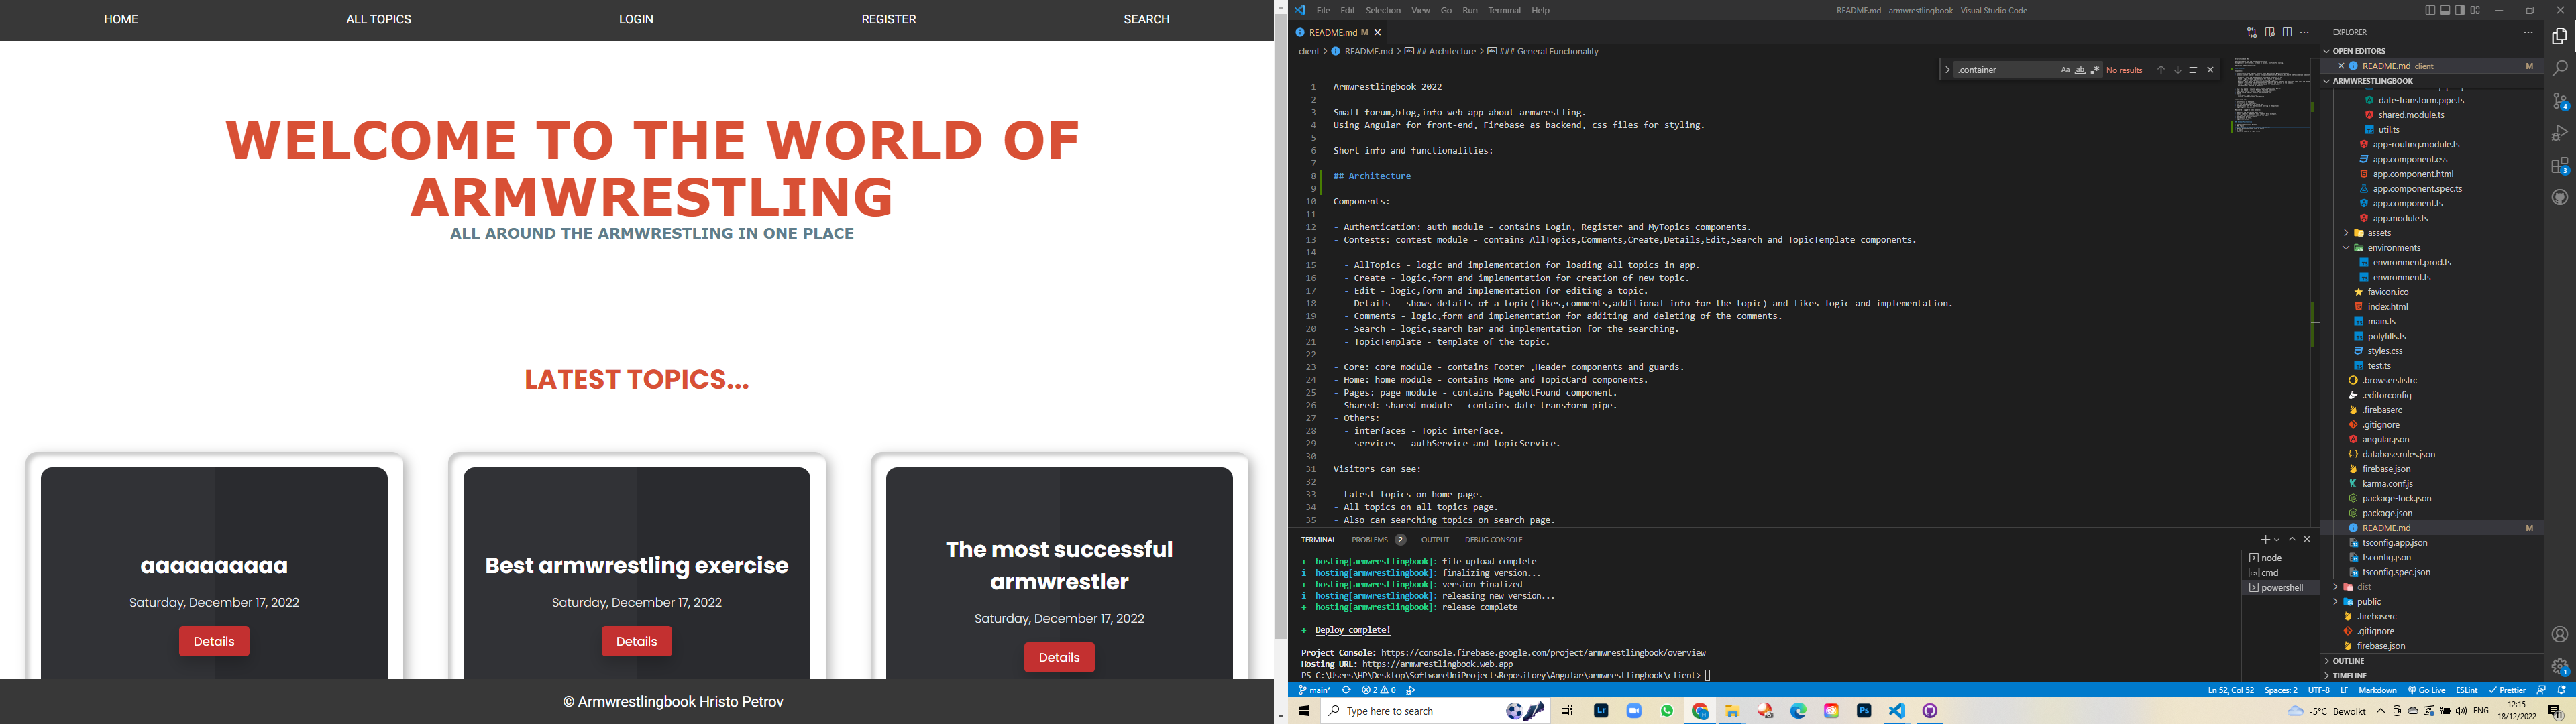 HOME ALL TOPICS LOGIN REGISTER SEARCH
WELCOME TO THE WORLD OF
ARMWRESTLING
ALL AROUND THE ARMWRESTLING IN ONE PLACE
LATEST TOPICS...
aaaaaaaaaa
Saturday, December 17, 2022
Details
Best armwrestling exercise
Saturday, December 17, 2022
Details
The most successful
armwrestler
Saturday, December 17, 2022
Details
© Armwrestlingbook Hristo Petrov
File Edit Selection View Go Run Terminal Help
README.md - armwrestlingbook - Visual Studio Code
README.md M
client > README.md > ## Architecture > ### General Functionality
.container
Aa ab
No results
1 Armwrestlingbook 2022
2
3 Small forum,blog,info web app about armwrestling.
4 Using Angular for front-end, Firebase as backend, css files for styling.
5
6 Short info and functionalities:
7
8 ## Architecture
9
10 Components:
11
12 - Authentication: auth module - contains Login, Register and MyTopics components.
13 - Contests: contest module - contains AllTopics,Comments,Create,Details,Edit,Search and TopicTemplate components.
14
15 - AllTopics - logic and implementation for loading all topics in app.
16 - Create - logic,form and implementation for creation of new topic.
17 - Edit - logic,form and implementation for editing a topic.
18 - Details - shows details of a topic(likes,comments,additional info for the topic) and likes logic and implementation.
19 - Comments - logic,form and implementation for additing and deleting of the comments.
20 - Search - logic,search bar and implementation for the searching.
21 - TopicTemplate - template of the topic.
22
23 - Core: core module - contains Footer ,Header components and guards.
24 - Home: home module - contains Home and TopicCard components.
25 - Pages: page module - contains PageNotFound component.
26 - Shared: shared module - contains date-transform pipe.
27 - Others:
28 - interfaces - Topic interface.
29 - services - authService and topicService.
30
31 Visitors can see:
32
33 - Latest topics on home page.
34 - All topics on all topics page.
35 - Also can searching topics on search page.
TERMINAL PROBLEMS 2 OUTPUT DEBUG CONSOLE
+ hosting[armwrestlingbook]: file upload complete
i hosting[armwrestlingbook]: finalizing version...
+ hosting[armwrestlingbook]: version finalized
i hosting[armwrestlingbook]: releasing new version...
+ hosting[armwrestlingbook]: release complete
+ Deploy complete!
Project Console: https://console.firebase.google.com/project/armwrestlingbook/overview
Hosting URL: https://armwrestlingbook.web.app
PS C:\Users\HP\Desktop\SoftwareUniProjectsRepository\Angular\armwrestlingbook\client>
node
cmd
powershell
EXPLORER
OPEN EDITORS
README.md client M
ARMWRESTLINGBOOK
date-transform.pipe.ts
shared.module.ts
util.ts
app-routing.module.ts
app.component.css
app.component.html
app.component.spec.ts
app.component.ts
app.module.ts
assets
environments
environment.prod.ts
environment.ts
favicon.ico
index.html
main.ts
polyfills.ts
styles.css
test.ts
.browserslistrc
.editorconfig
.firebaserc
.gitignore
angular.json
database.rules.json
firebase.json
karma.conf.js
package-lock.json
package.json
README.md M
tsconfig.app.json
tsconfig.json
tsconfig.spec.json
dist
public
.firebaserc
.gitignore
firebase.json
OUTLINE
TIMELINE
4
3
1
main* 2 0
Ln 52, Col 52 Spaces: 2 UTF-8 LF Markdown Go Live ESLint Prettier
Type here to search
Lr
Ps
-5°C Bewölkt
ENG
12:15
18/12/2022